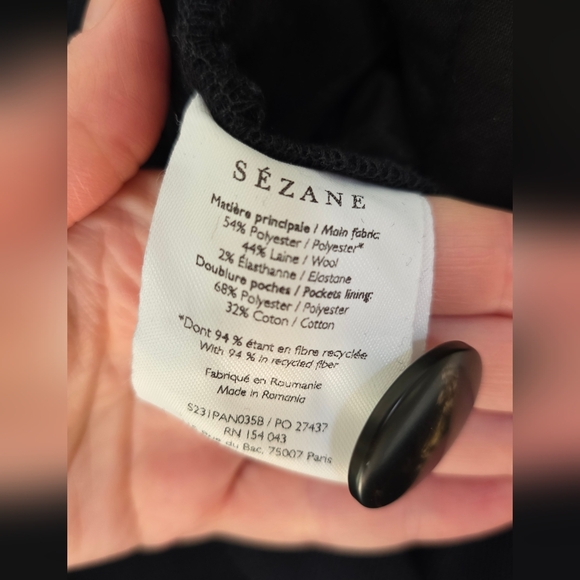 SÉZANE
Matière principale / Main fabric:
54% Polyester / Polyester*
44% Laine / Wool
2% Élasthanne / Elastane
Doublure poches / Pockets lining:
68% Polyester / Polyester
32% Coton / Cotton
*Dont 94 % étant en fibre recyclée
With 94 % in recycled fiber
Fabriqué en Roumanie
Made in Romania
S231PAN035B / PO 27437
RN 154 043
Rue du Bac, 75007 Paris